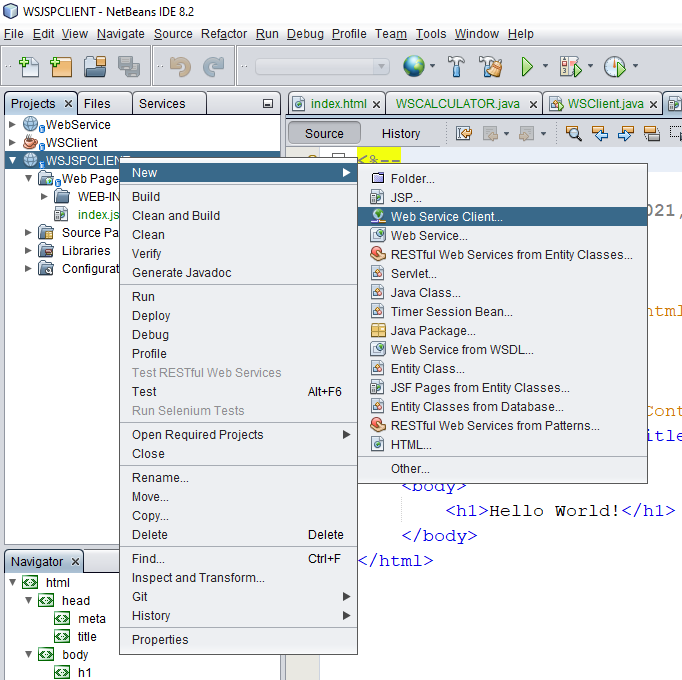 WSJSPCLIENT - NetBeans IDE 8.2
File Edit View Navigate Source Refactor Run Debug Profile Team Tools Window Help
Projects Files Services
WebService
WSClient
WSJSPCLIENT
Web Page
WEB-IN
index.js
Source Pa
Libraries
Configurat
index.html WSCALCULATOR.java WSClient.java
Source History
<%--
021,
html
Cont
itle
<body>
<h1>Hello World!</h1>
</body>
</html>
New
Build
Clean and Build
Clean
Verify
Generate Javadoc
Run
Deploy
Debug
Profile
Test RESTful Web Services
Test Alt+F6
Run Selenium Tests
Open Required Projects
Close
Rename...
Move...
Copy...
Delete Delete
Find... Ctrl+F
Inspect and Transform...
Git
History
Properties
Folder...
JSP...
Web Service Client...
Web Service...
RESTful Web Services from Entity Classes...
Servlet...
Java Class...
Timer Session Bean...
Java Package...
Web Service from WSDL...
Entity Class...
JSF Pages from Entity Classes...
Entity Classes from Database...
RESTful Web Services from Patterns...
HTML...
Other...
Navigator
html
head
meta
title
body
h1